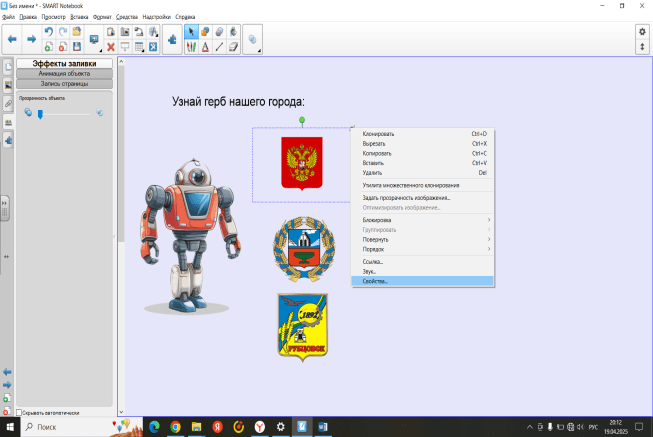 Без имени * - SMART Notebook
Файл Правка Просмотр Вставка Формат Средства Надстройки Справка
Эффекты заливки
Анимация объекта
Запись страницы
Прозрачность объекта
Узнай герб нашего города:
Клонировать Ctrl+D
Вырезать Ctrl+X
Копировать Ctrl+C
Вставить Ctrl+V
Удалить Del
Утилита множественного клонирования
Задать прозрачность изображения...
Оптимизировать изображение...
Блокировка
Группировать
Повернуть
Порядок
Ссылка...
Звук...
Свойства...
1892
РУБЦОВСК
Скрывать автоматически
Поиск
РУС
20:12
19.04.2025